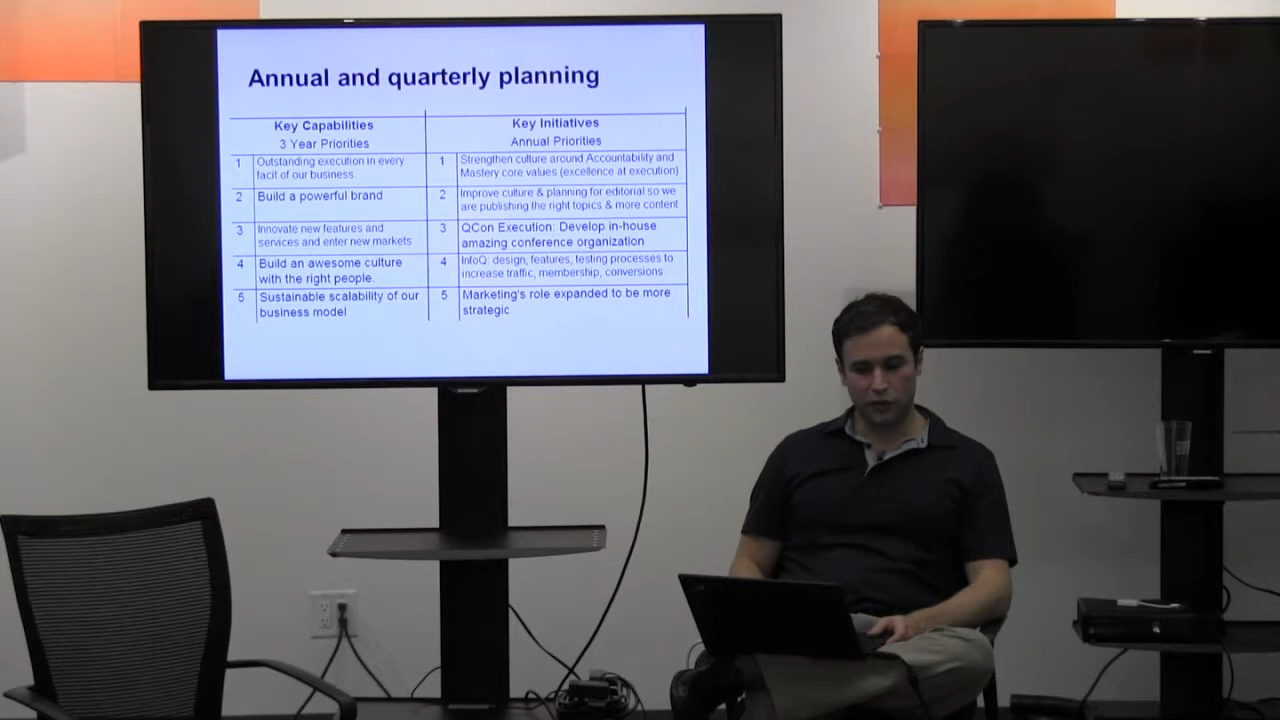 Annual and quarterly planning
Key Capabilities
3 Year Priorities
Key Initiatives
Annual Priorities
1 Outstanding execution in every
facit of our business.
1 Strengthen culture around Accountability and
Mastery core values (excellence at execution)
2 Build a powerful brand
2 Improve culture & planning for editorial so we
are publishing the right topics & more content
3 Innovate new features and
services and enter new markets
3 QCon Execution: Develop in-house
amazing conference organization
4 Build an awesome culture
with the right people.
4 InfoQ: design, features, testing processes to
increase traffic, membership, conversions
5 Sustainable scalability of our
business model
5 Marketing's role expanded to be more
strategic